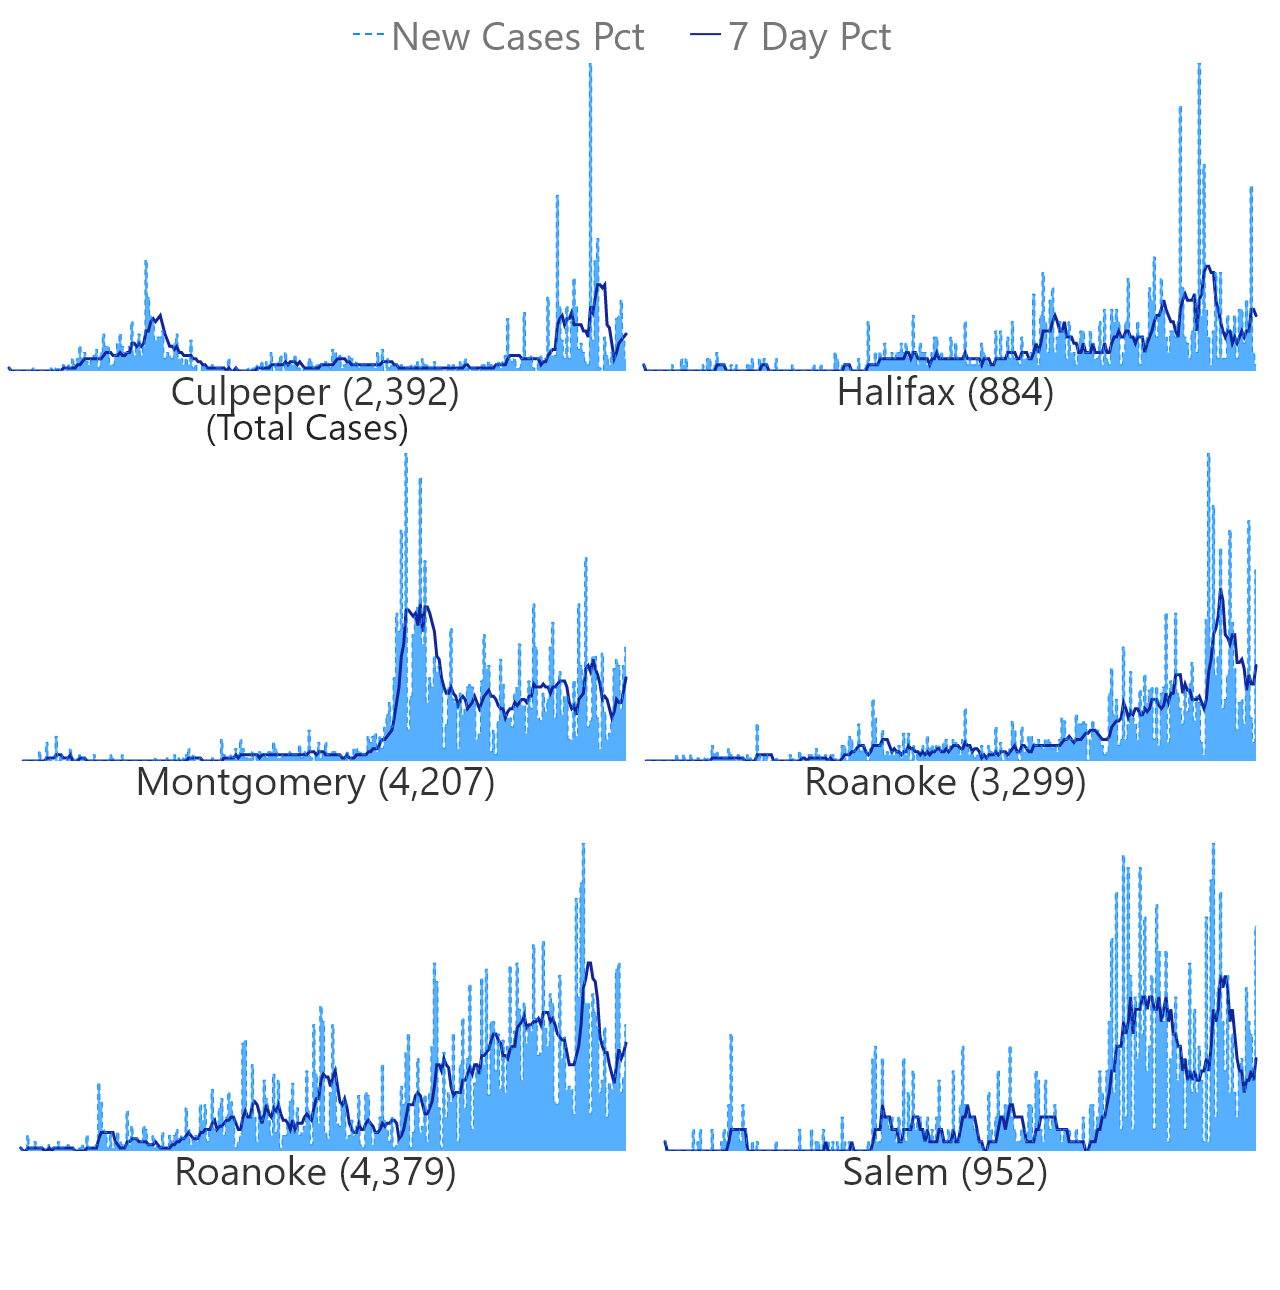 New Cases Pct 7 Day Pct
Culpeper (2,392) Halifax (884)
(Total Cases)
Montgomery (4,207) Roanoke (3,299)
Roanoke (4,379) Salem (952)